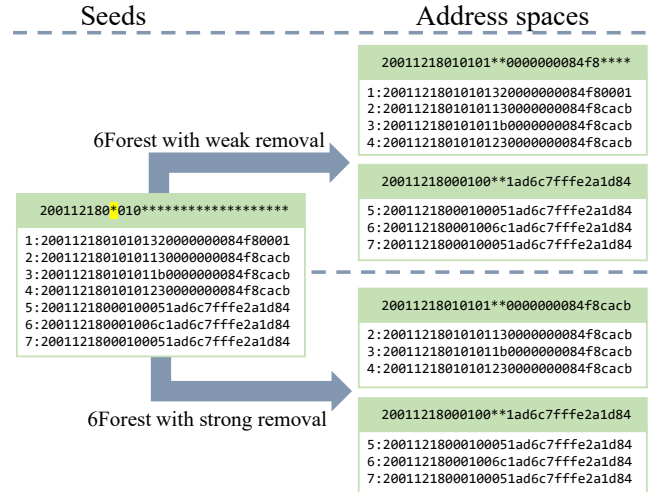 Seeds
Address spaces
20011218010101**0000000084f8****
1:20011218010101320000000084f80001
2:20011218010101130000000084f8cacb
3:200112180101011b0000000084f8cacb
4:20011218010101230000000084f8cacb
6Forest with weak removal
20011218000100**1ad6c7fffe2a1d84
5:20011218000100051ad6c7fffe2a1d84
6:200112180001006c1ad6c7fffe2a1d84
7:20011218000100051ad6c7fffe2a1d84
200112180*010*******************
1:20011218010101320000000084f80001
2:20011218010101130000000084f8cacb
3:200112180101011b0000000084f8cacb
4:20011218010101230000000084f8cacb
5:20011218000100051ad6c7fffe2a1d84
6:200112180001006c1ad6c7fffe2a1d84
7:20011218000100051ad6c7fffe2a1d84
20011218010101**0000000084f8cacb
2:20011218010101130000000084f8cacb
3:200112180101011b0000000084f8cacb
4:20011218010101230000000084f8cacb
6Forest with strong removal
20011218000100**1ad6c7fffe2a1d84
5:20011218000100051ad6c7fffe2a1d84
6:200112180001006c1ad6c7fffe2a1d84
7:20011218000100051ad6c7fffe2a1d84